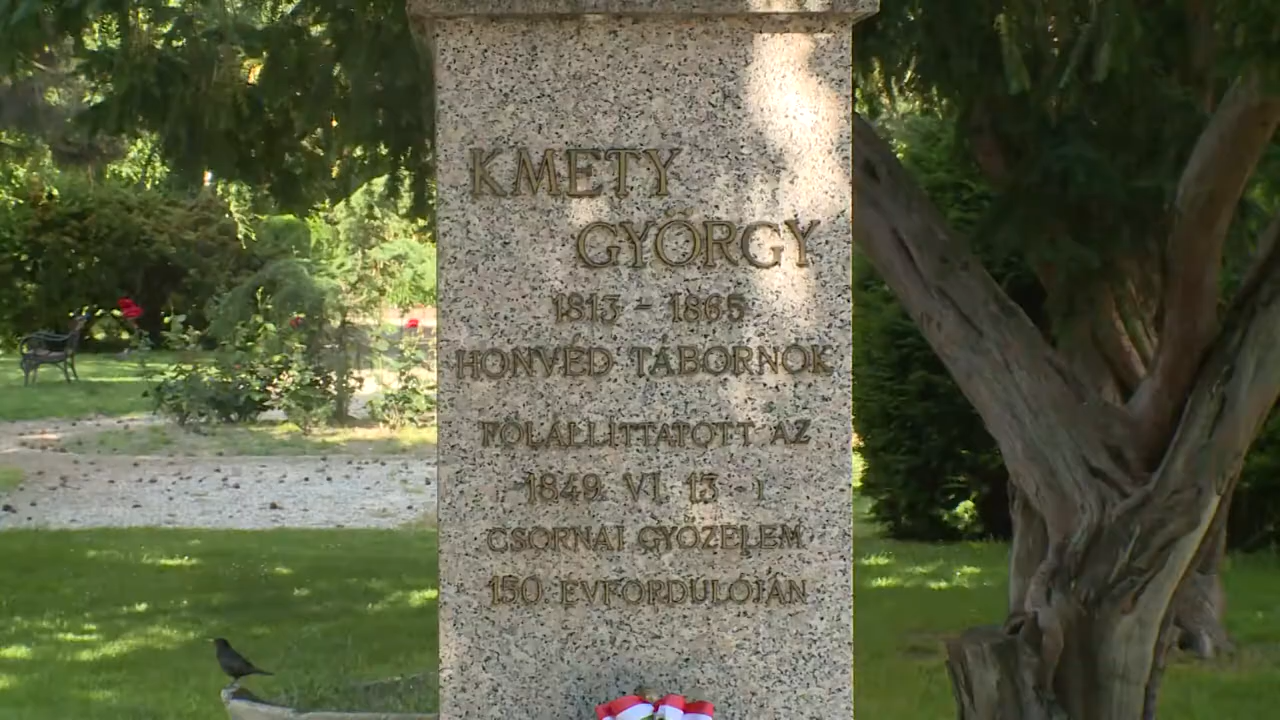 KMETY
GYÖRGY
1813 - 1865
HONVÉD TÁBORNOK
FÖLÁLLÍTTATOTT AZ
1849 VI. 13 -I
CSORNAI GYŐZELEM
150. ÉVFORDULÓJÁN